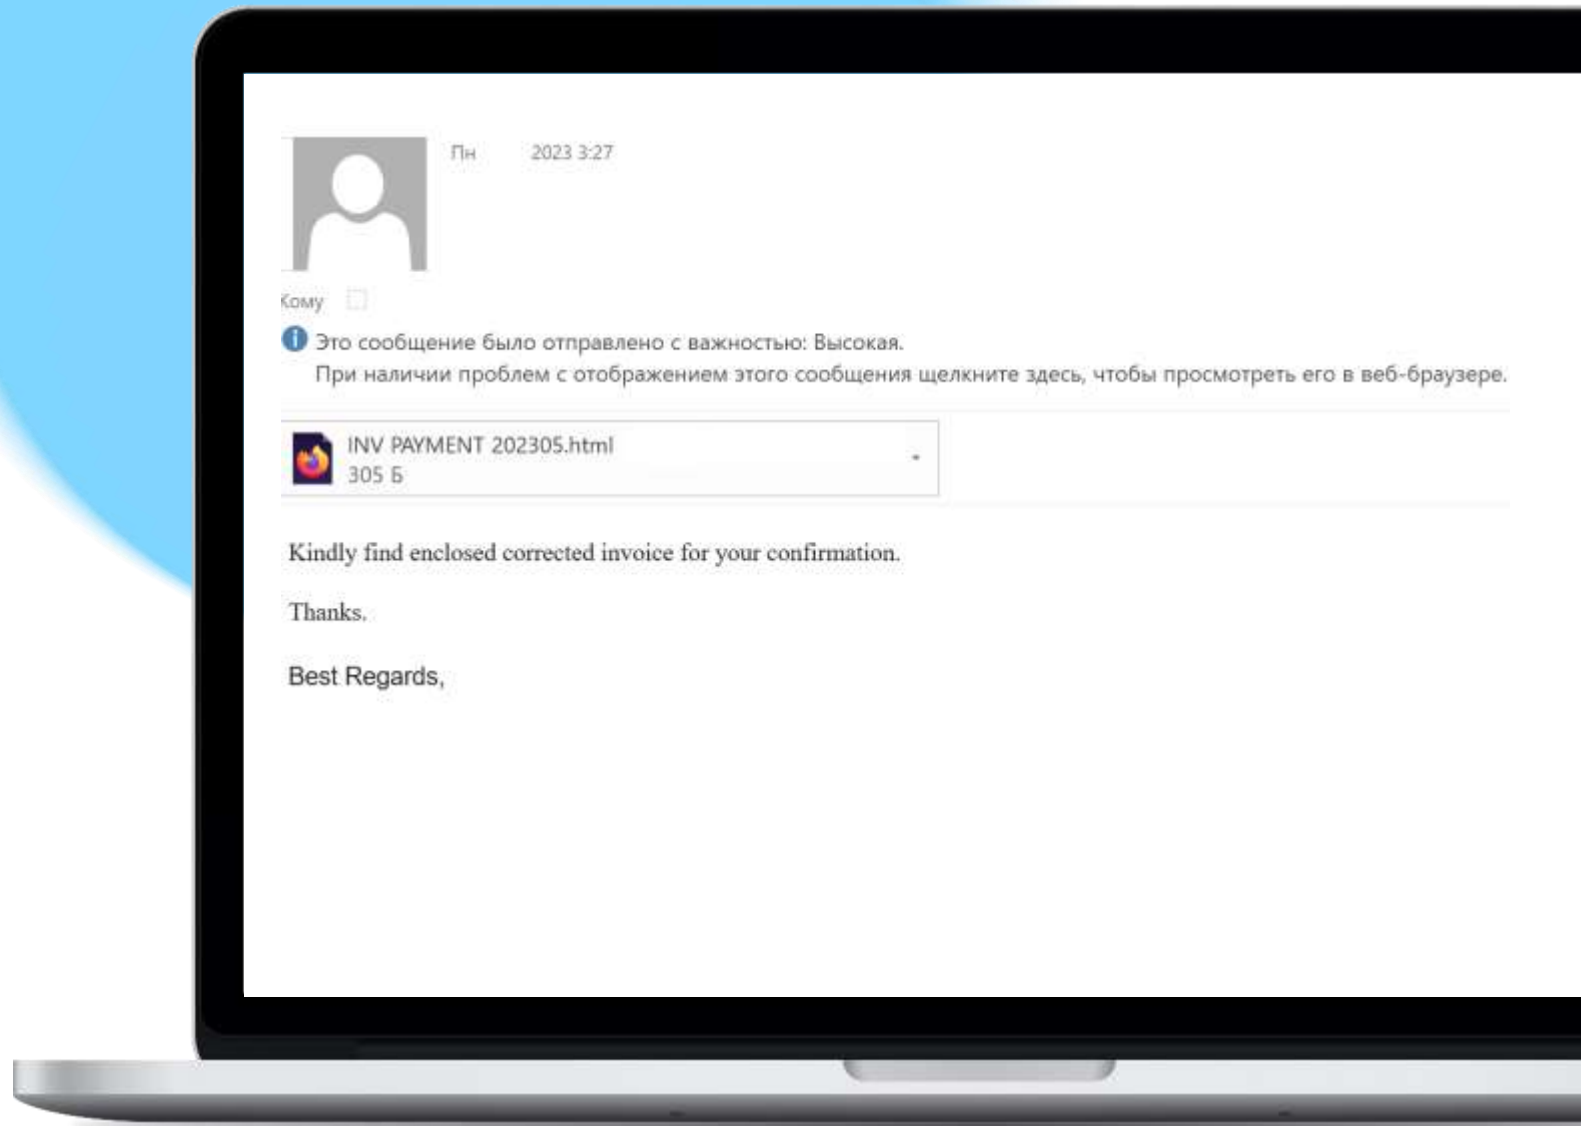 Пн 2023 3:27
Кому
Это сообщение было отправлено с важностью: Высокая.
При наличии проблем с отображением этого сообщения щелкните здесь, чтобы просмотреть его в веб-браузере.
INV PAYMENT 202305.html
305 Б
Kindly find enclosed corrected invoice for your confirmation.
Thanks.
Best Regards,